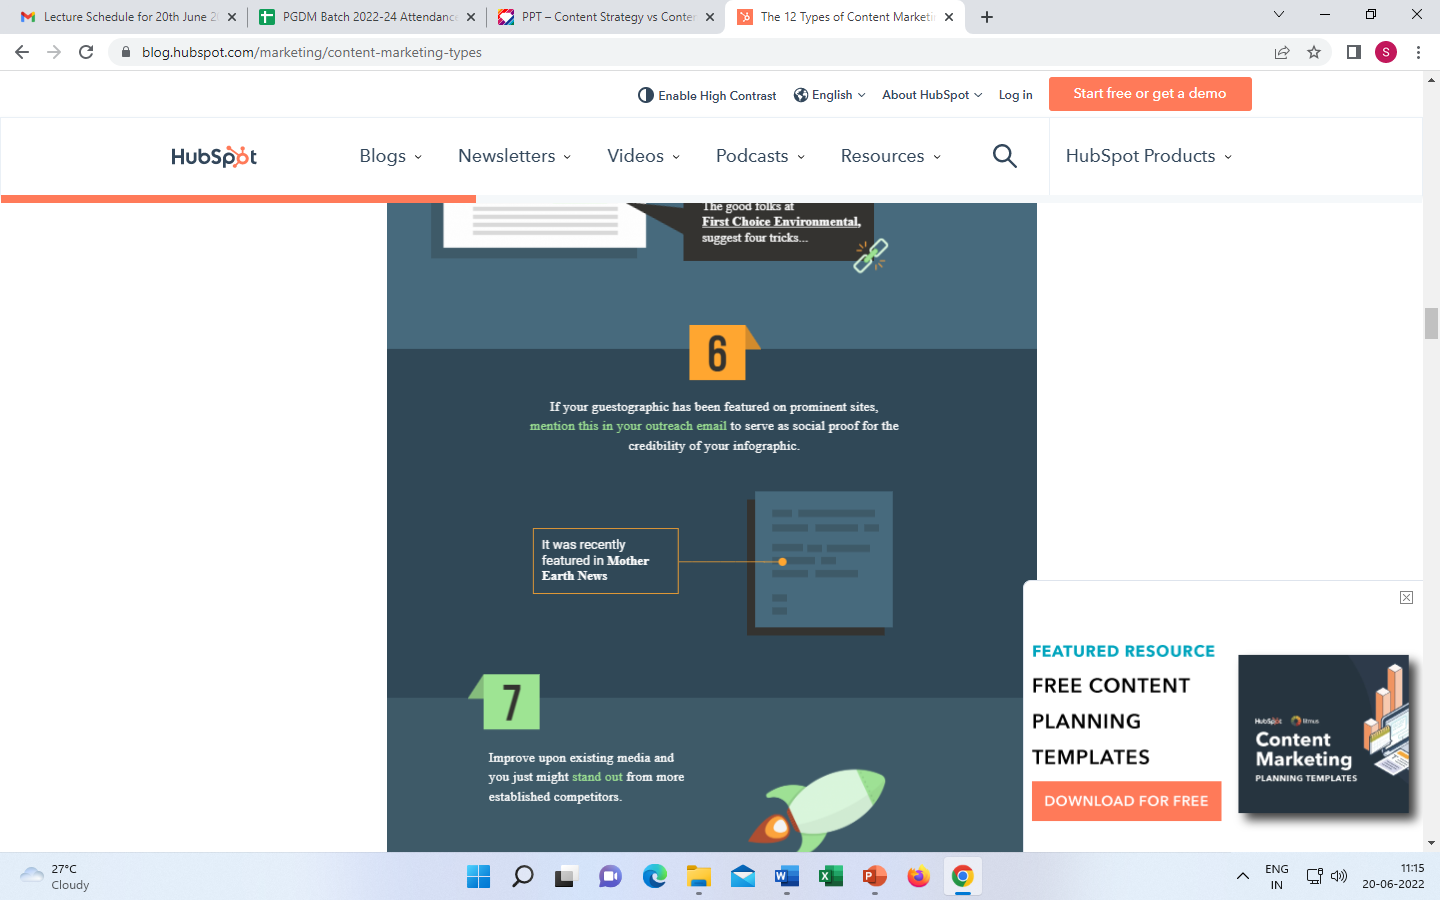 Lecture Schedule for 20th June 2
PGDM Batch 2022-24 Attendance
PPT – Content Strategy vs Conten
The 12 Types of Content Marketi
blog.hubspot.com/marketing/content-marketing-types
S
Enable High Contrast
English
About HubSpot
Log in
Start free or get a demo
HubSpot
Blogs
Newsletters
Videos
Podcasts
Resources
HubSpot Products
The good folks at
First Choice Environmental,
suggest four tricks...
6
If your guestographic has been featured on prominent sites,
mention this in your outreach email to serve as social proof for the
credibility of your infographic.
It was recently
featured in Mother
Earth News
7
Improve upon existing media and
you just might stand out from more
established competitors.
FEATURED RESOURCE
FREE CONTENT
PLANNING
TEMPLATES
DOWNLOAD FOR FREE
HubSpot litmus
Content
Marketing
PLANNING TEMPLATES
27°C
Cloudy
ENG
IN
11:15
20-06-2022